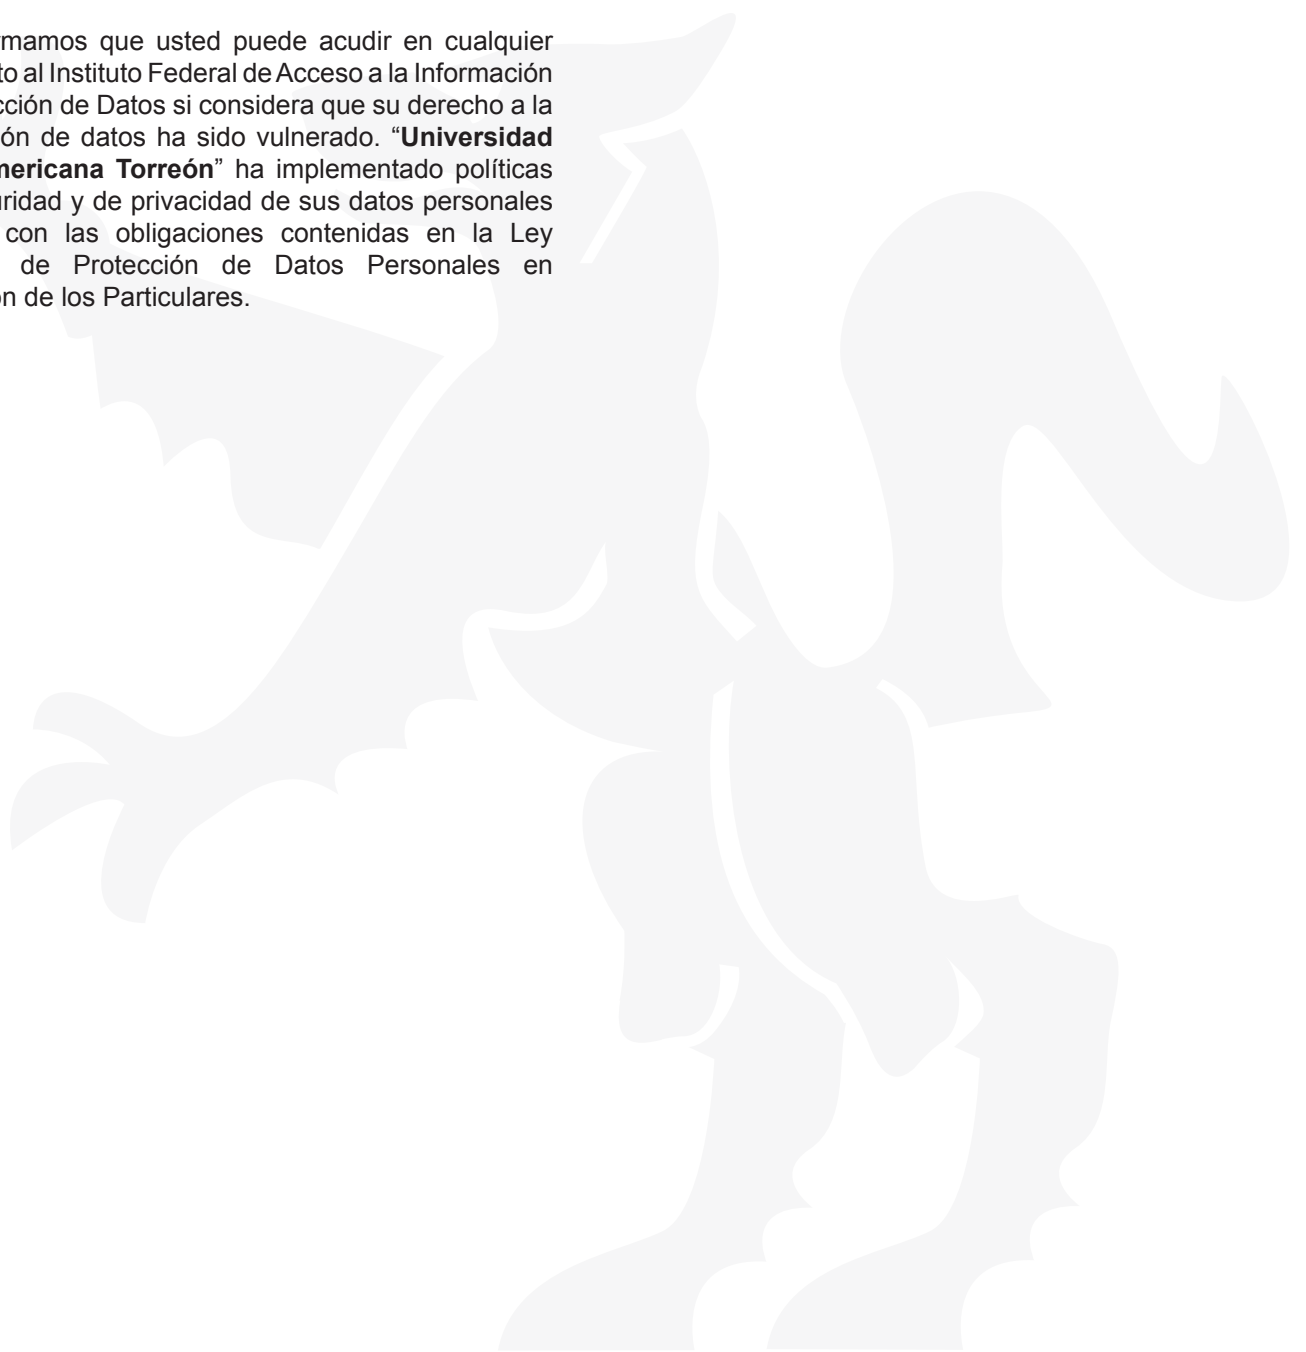 rmamos que usted puede acudir en cualquier
to al Instituto Federal de Acceso a la Información
cción de Datos si considera que su derecho a la
ón de datos ha sido vulnerado. “Universidad
mericana Torreón” ha implementado políticas
uridad y de privacidad de sus datos personales
con las obligaciones contenidas en la Ley
de Protección de Datos Personales en
ón de los Particulares.